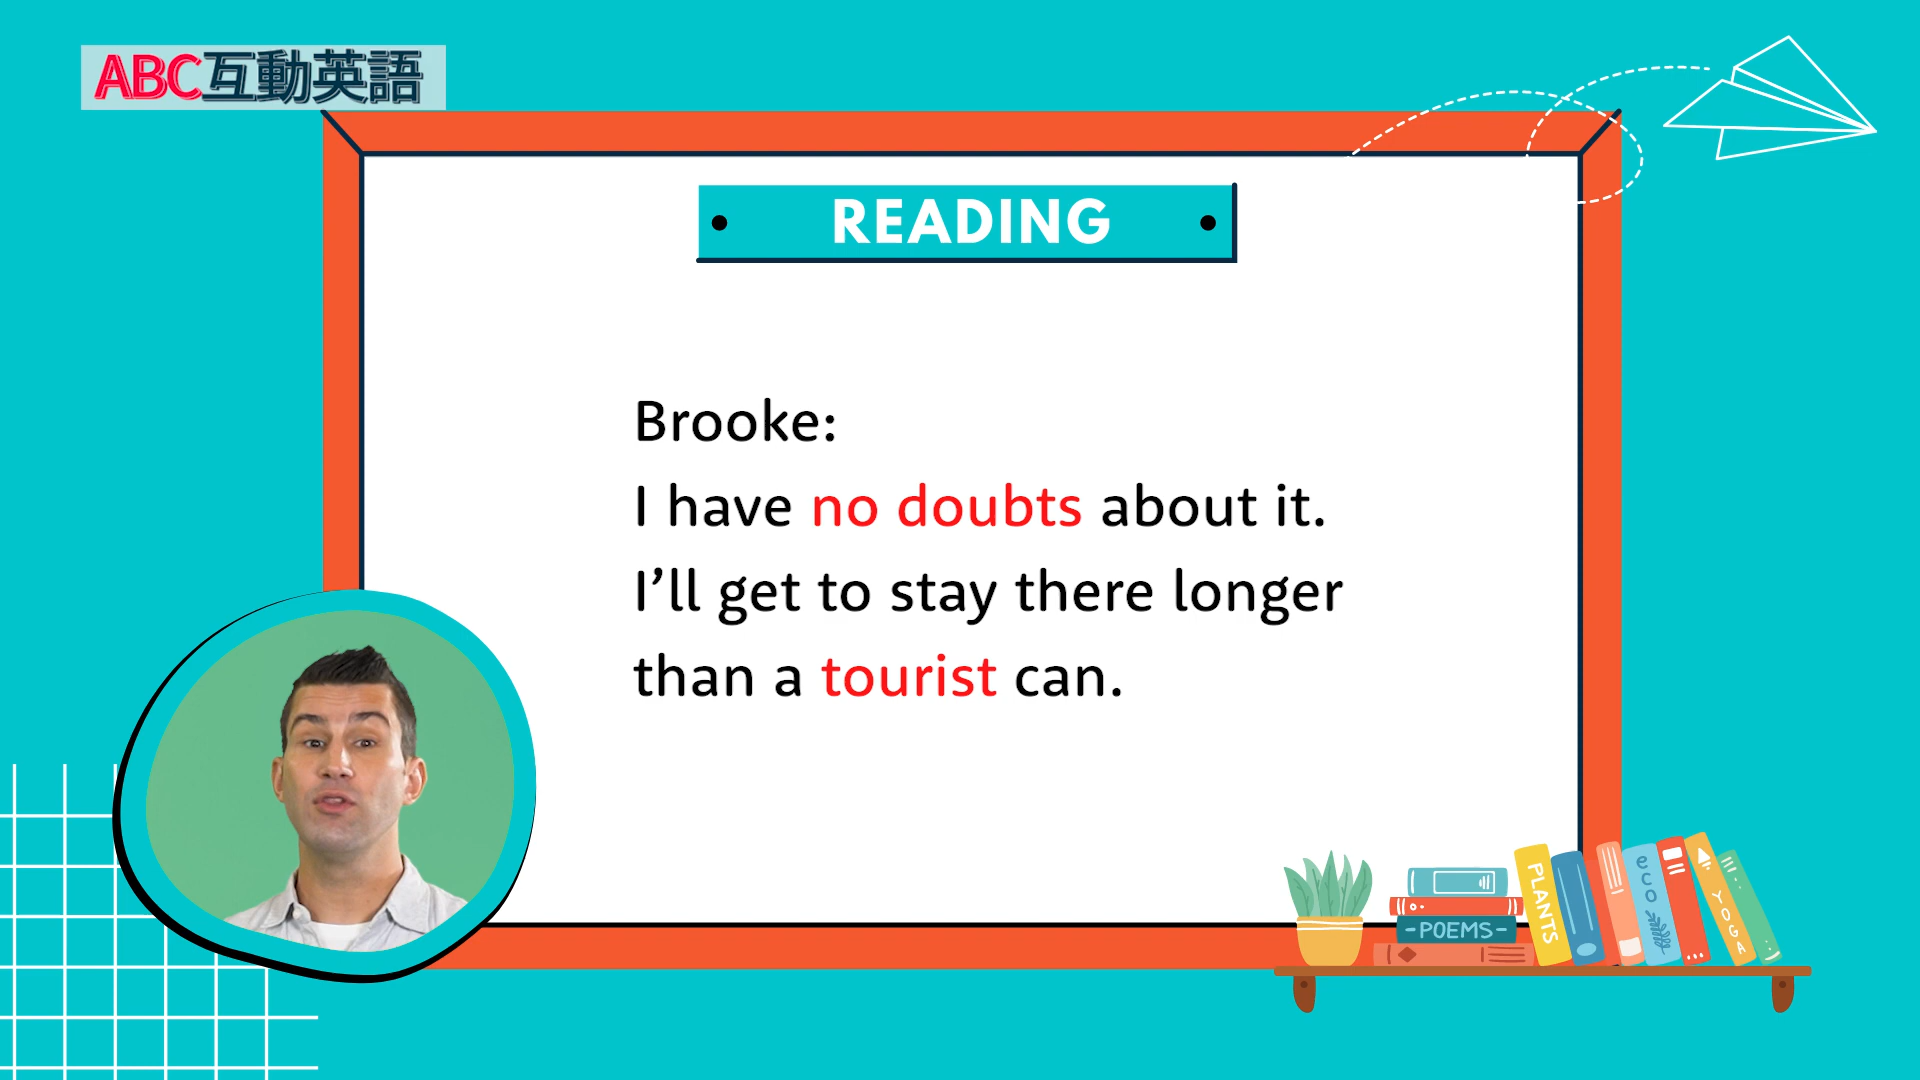 ABC互動英語
READING
Brooke:
I have no doubts about it.
I’ll get to stay there longer
than a tourist can.
POEMS
PLANTS
eco
YOGA